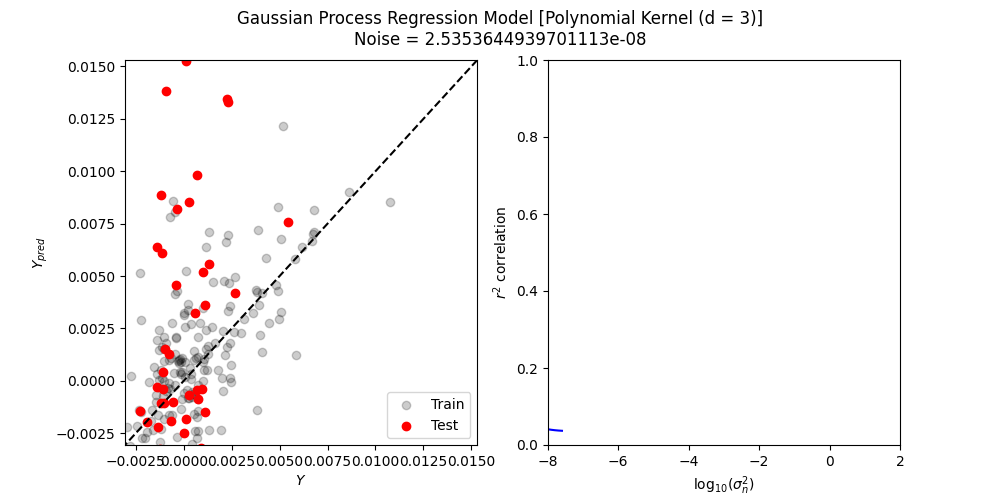 Gaussian Process Regression Model [Polynomial Kernel (d = 3)]
Noise = 2.5353644939701113e-08
0.0150
0.0125
0.0100
0.0075
0.0050
0.0025
0.0000
−0.0025
Y_pred
−0.0025 0.0000 0.0025 0.0050 0.0075 0.0100 0.0125 0.0150
Y
Train
Test
1.0
0.8
0.6
0.4
0.2
0.0
r² correlation
−8 −6 −4 −2 0 2
log₁₀(σₙ²)